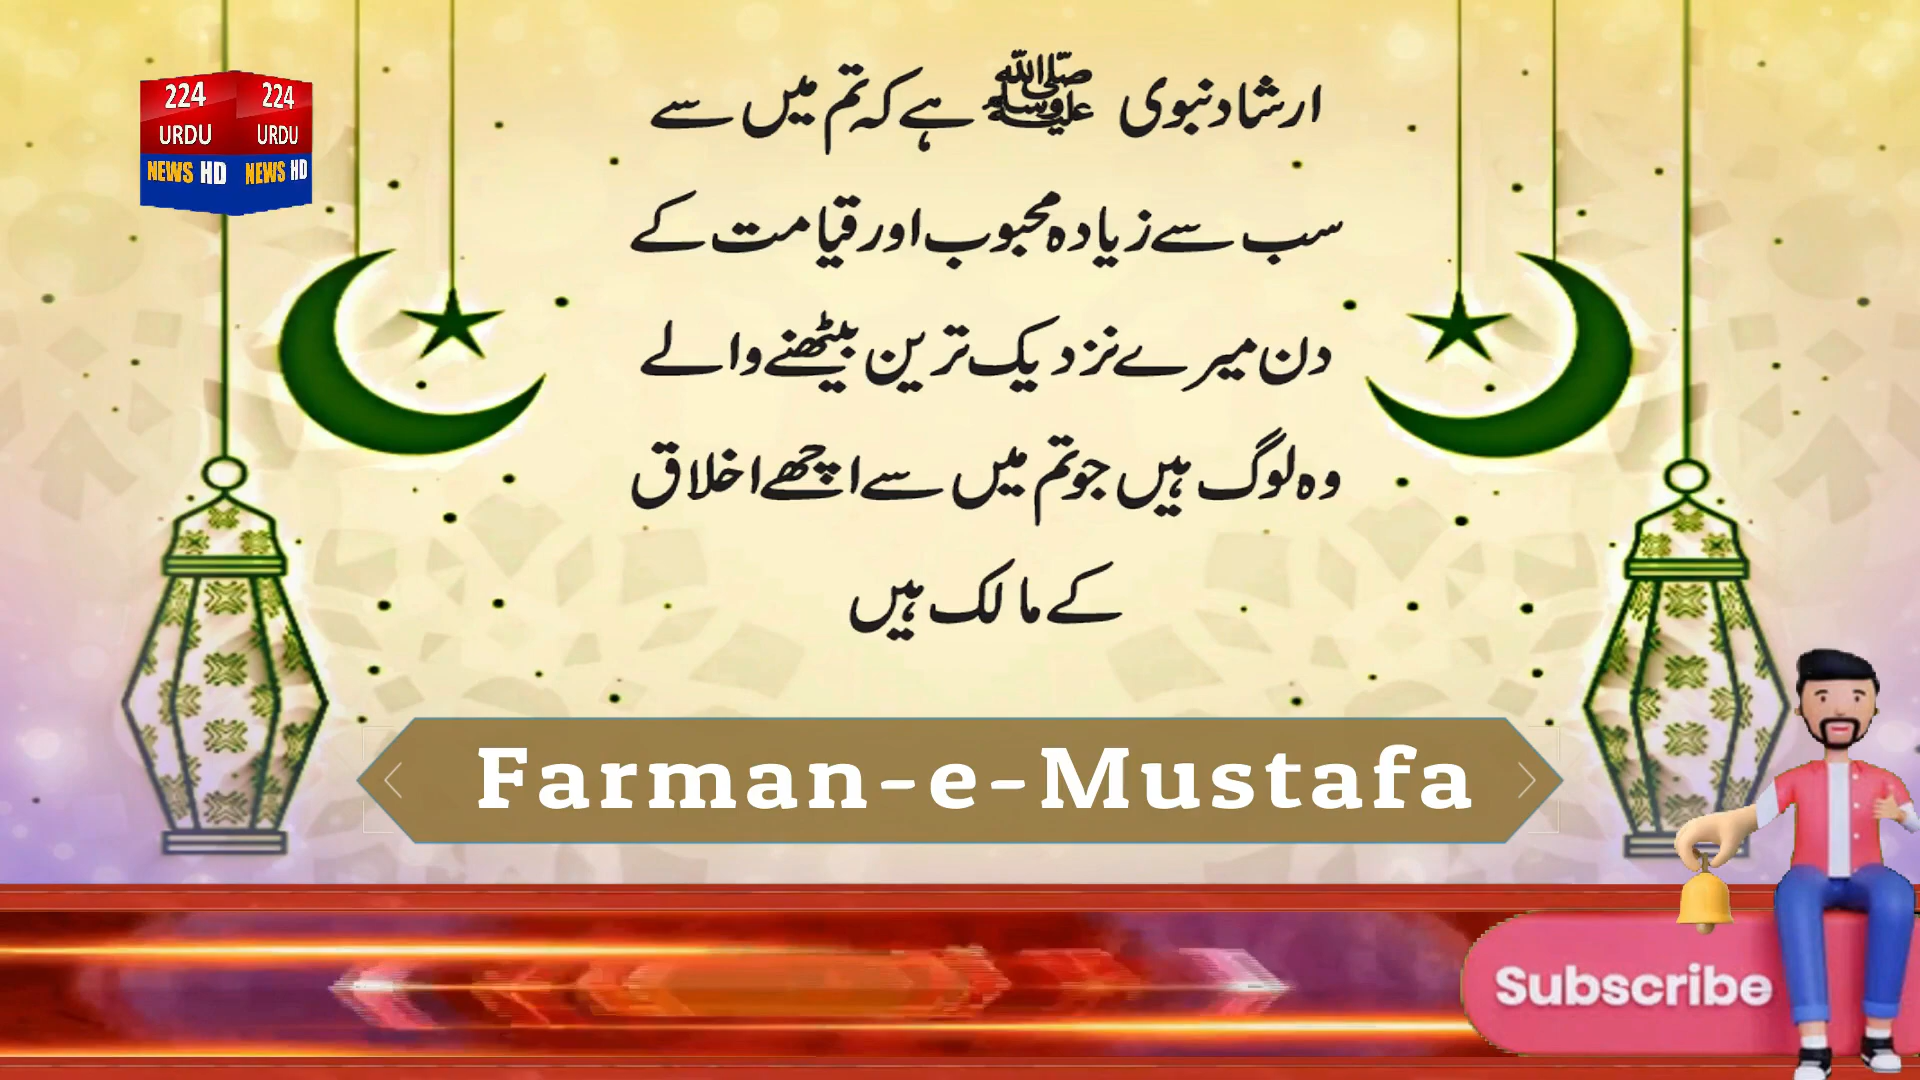 224
URDU
NEWS HD
224
URDU
NEWS HD
ارشاد نبوی ﷺ ہے کہ تم میں سے
سب سے زیادہ محبوب اور قیامت کے
دن میرے نزدیک ترین بیٹھنے والے
وہ لوگ ہیں جو تم میں سے اچھے اخلاق
کے مالک ہیں
Farman-e-Mustafa
Subscribe